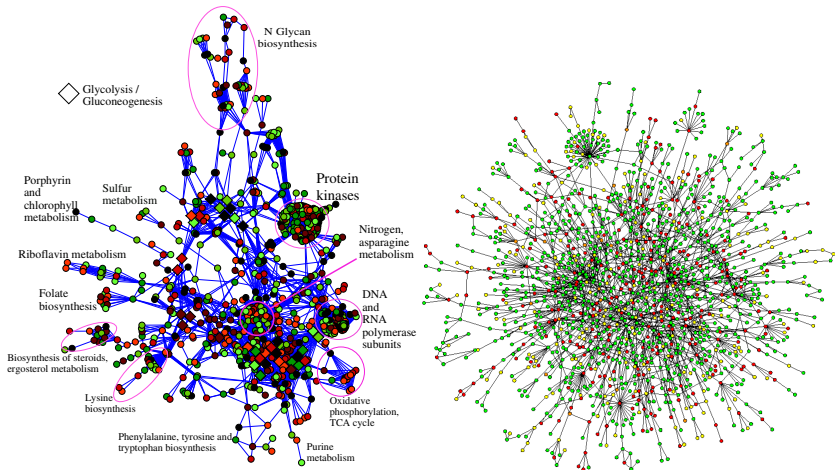 N Glycan
biosynthesis
Glycolysis /
Gluconeogenesis
Porphyrin
and
chlorophyll
metabolism
Sulfur
metabolism
Protein
kinases
Nitrogen,
asparagine
metabolism
Riboflavin metabolism
Folate
biosynthesis
DNA
and
RNA
polymerase
subunits
Biosynthesis of steroids,
ergosterol metabolism
Lysine
biosynthesis
Oxidative
phosphorylation,
TCA cycle
Phenylalanine, tyrosine and
tryptophan biosynthesis
Purine
metabolism